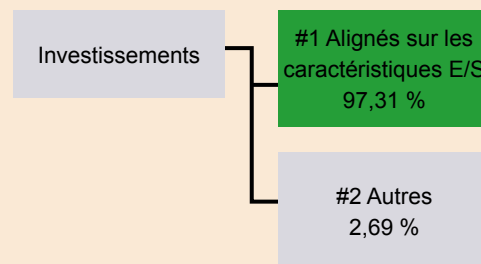 Investissements
#1 Alignés sur les
caractéristiques E/S
97,31 %
#2 Autres
2,69 %